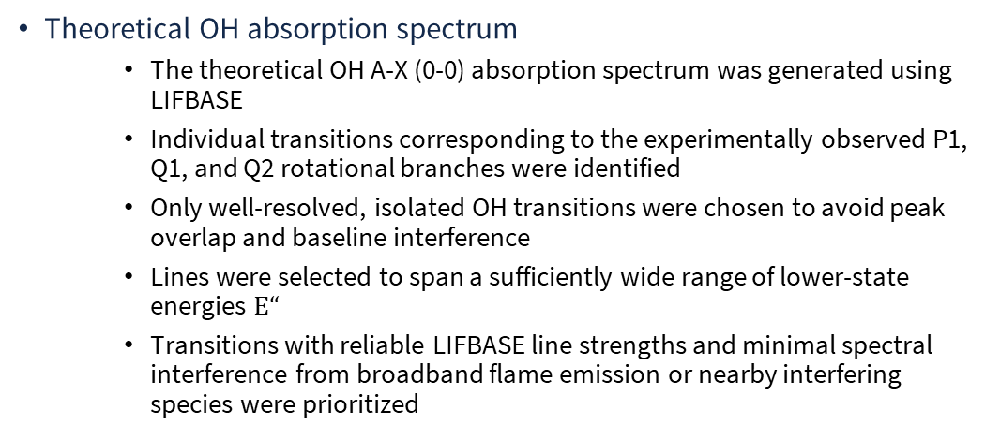 • Theoretical OH absorption spectrum
• The theoretical OH A-X (0-0) absorption spectrum was generated using
LIFBASE
• Individual transitions corresponding to the experimentally observed P1,
Q1, and Q2 rotational branches were identified
• Only well-resolved, isolated OH transitions were chosen to avoid peak
overlap and baseline interference
• Lines were selected to span a sufficiently wide range of lower-state
energies E“
• Transitions with reliable LIFBASE line strengths and minimal spectral
interference from broadband flame emission or nearby interfering
species were prioritized